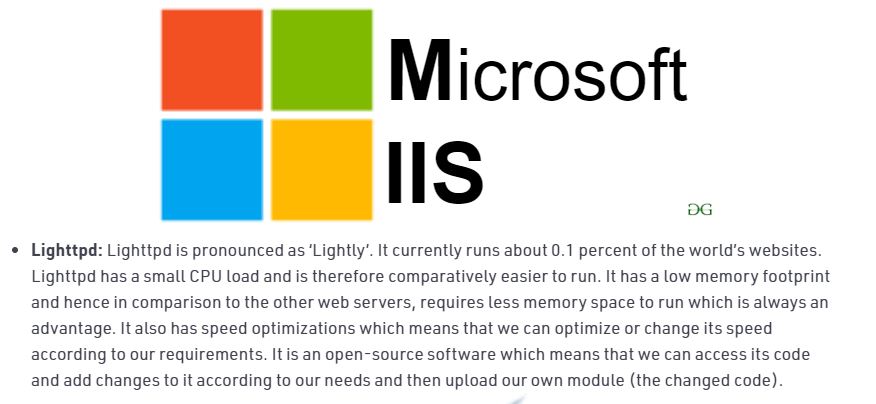 Microsoft
IIS
GG
• Lighttpd: Lighttpd is pronounced as ‘Lightly’. It currently runs about 0.1 percent of the world’s websites.
Lighttpd has a small CPU load and is therefore comparatively easier to run. It has a low memory footprint
and hence in comparison to the other web servers, requires less memory space to run which is always an
advantage. It also has speed optimizations which means that we can optimize or change its speed
according to our requirements. It is an open-source software which means that we can access its code
and add changes to it according to our needs and then upload our own module (the changed code).